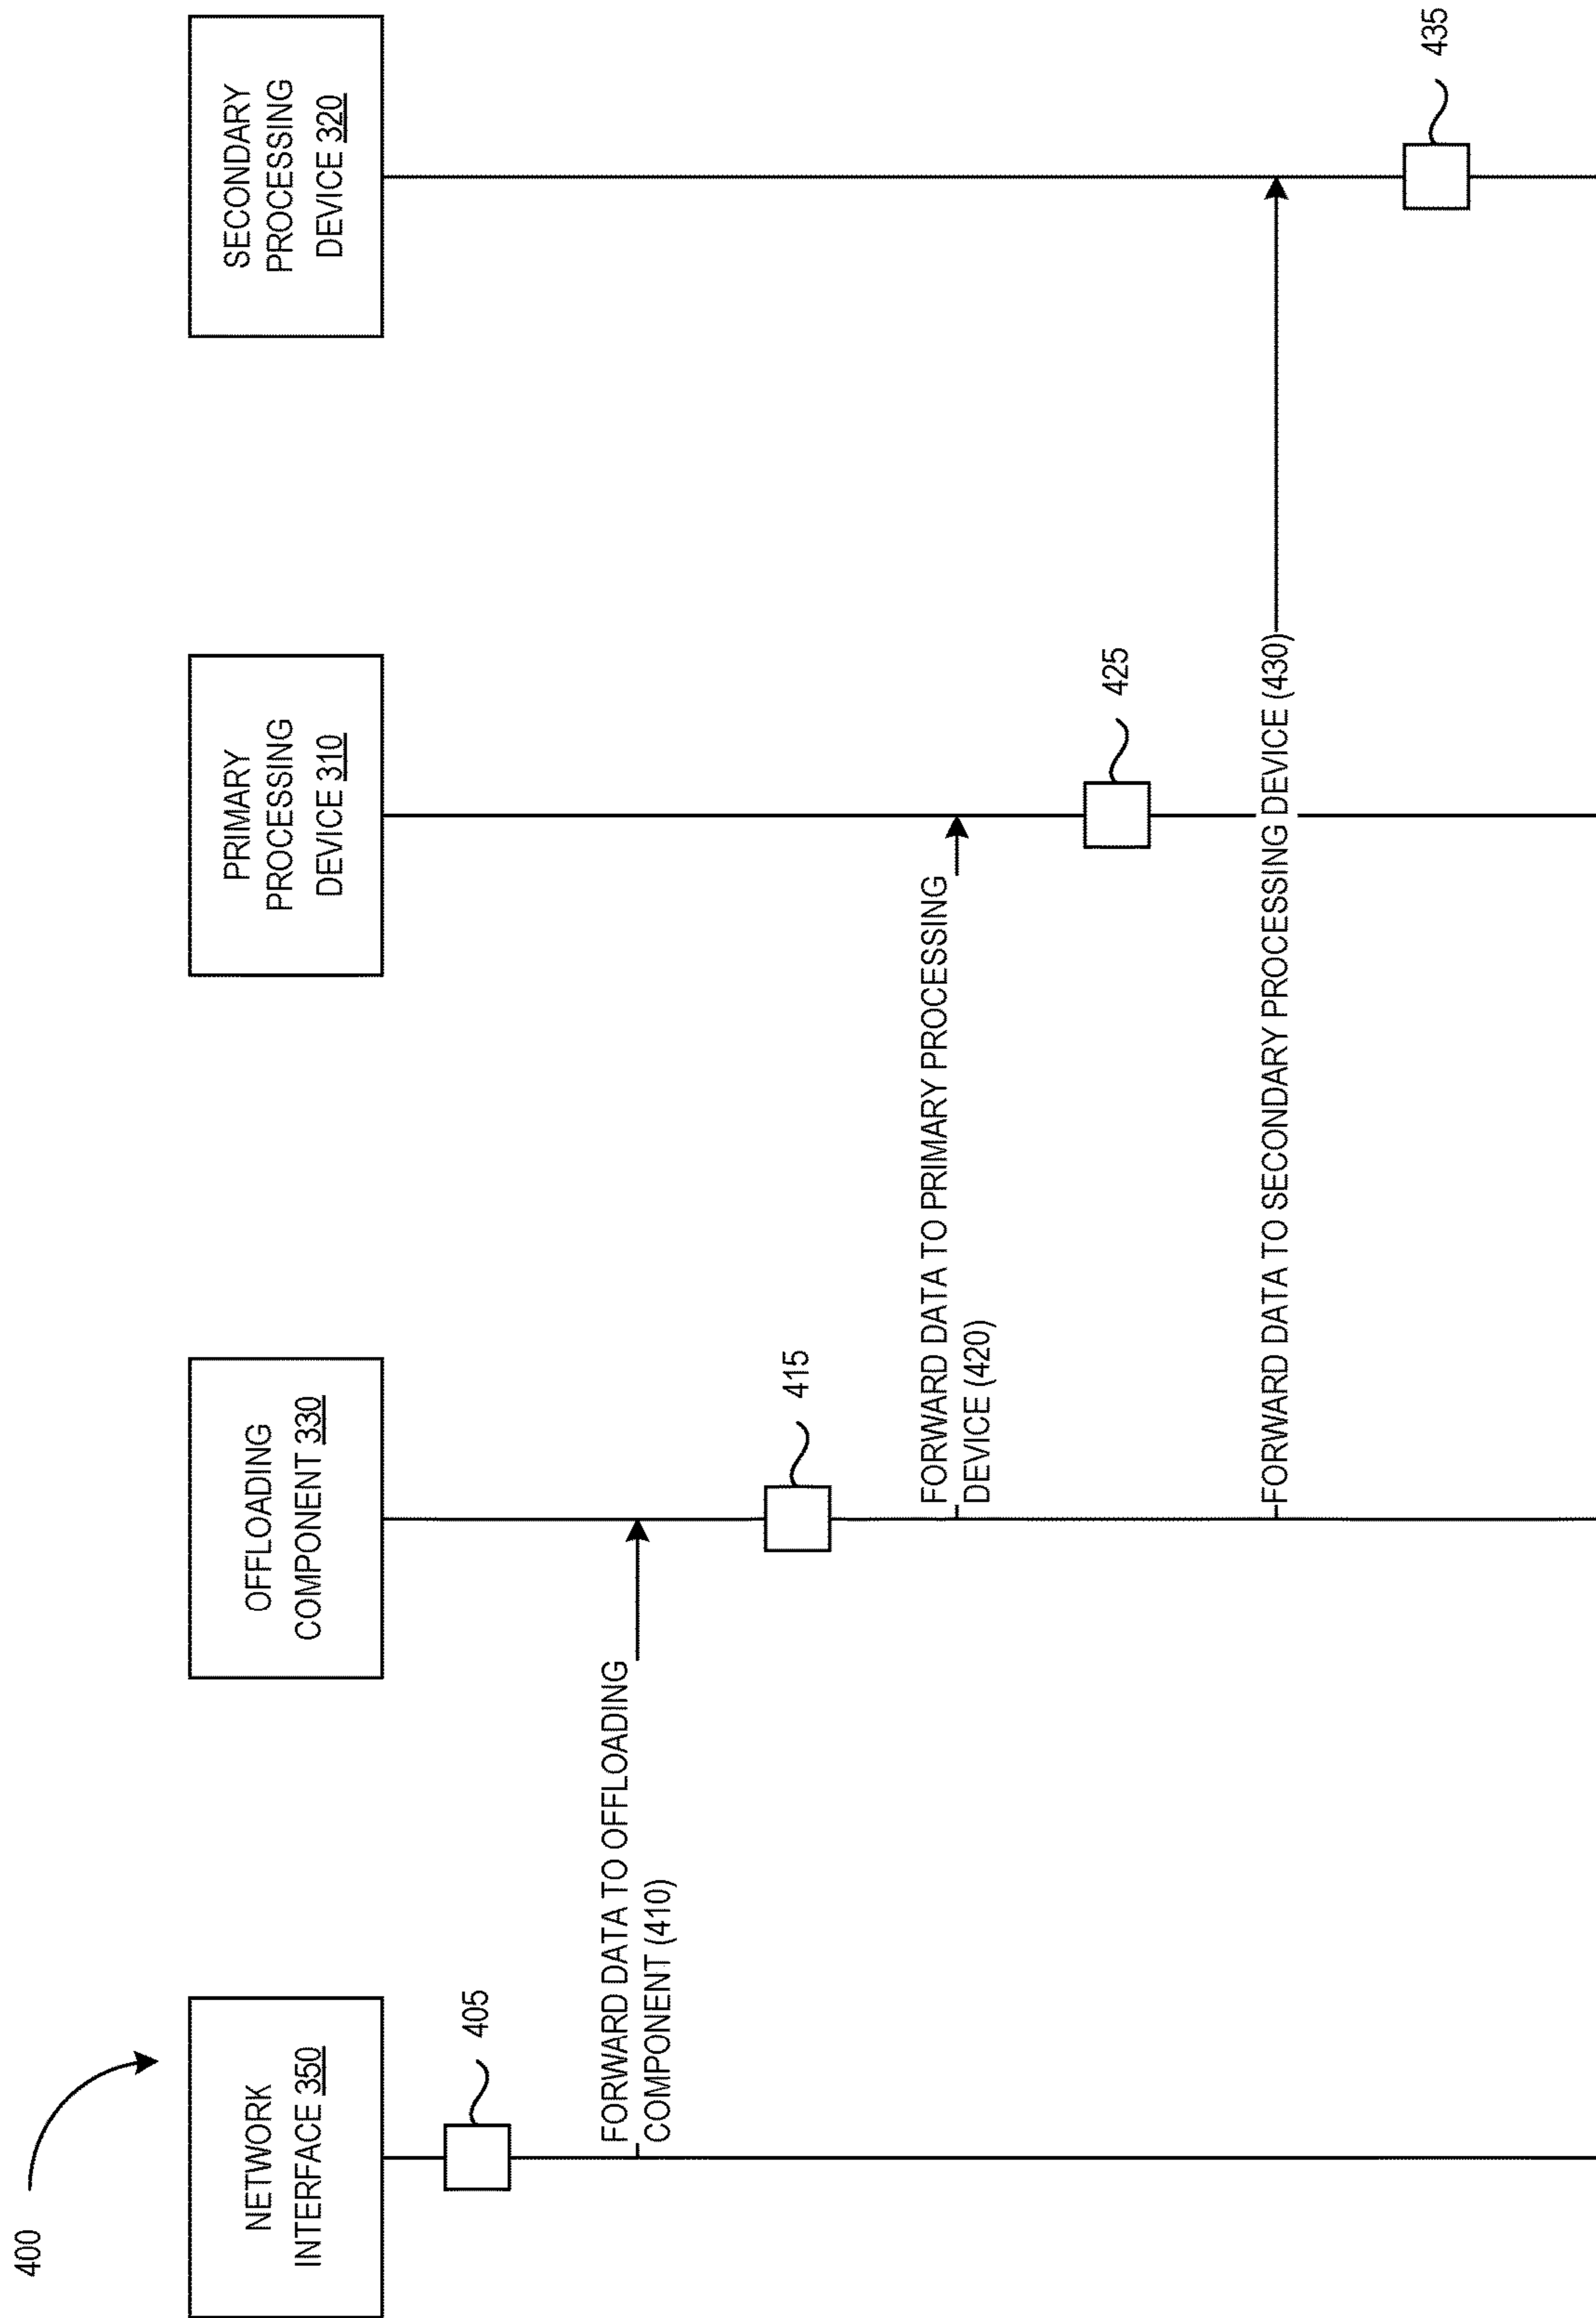 400
NETWORK
INTERFACE 350
OFFLOADING
COMPONENT 330
PRIMARY
PROCESSING
DEVICE 310
SECONDARY
PROCESSING
DEVICE 320
405
FORWARD DATA TO OFFLOADING
COMPONENT (410)
415
FORWARD DATA TO PRIMARY PROCESSING
DEVICE (420)
425
FORWARD DATA TO SECONDARY PROCESSING DEVICE (430)
435